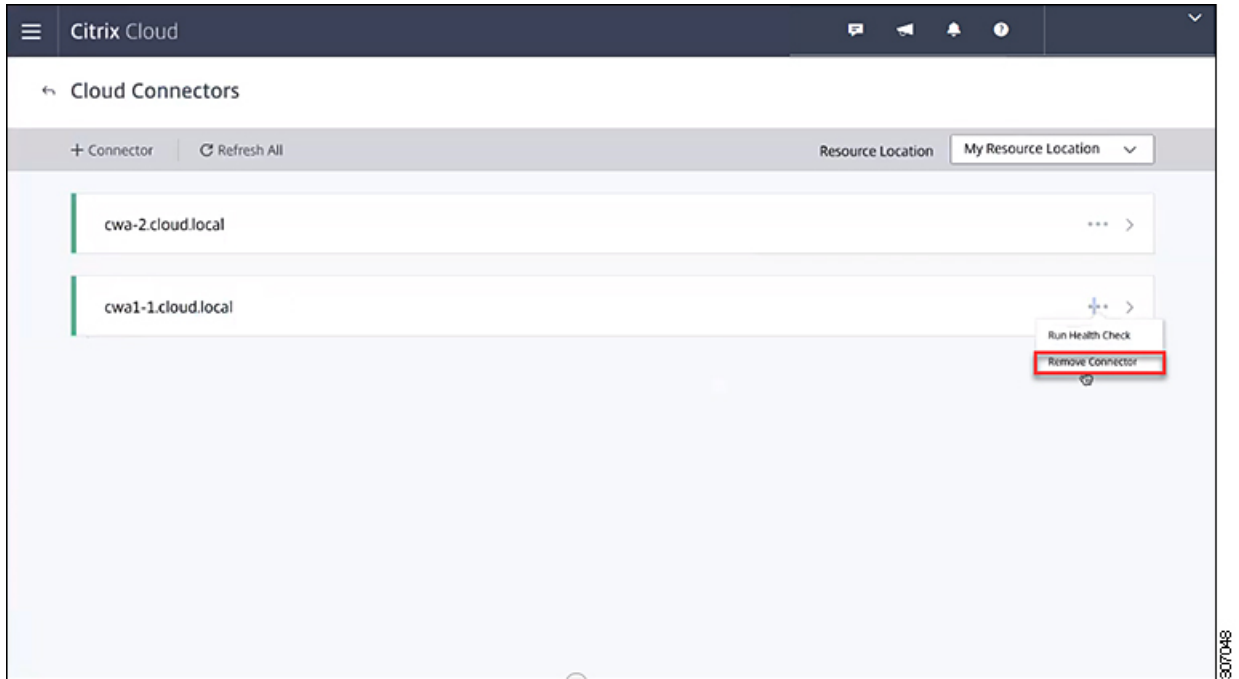 Citrix Cloud
Cloud Connectors
+ Connector
Refresh All
Resource Location
My Resource Location
cwa-2.cloud.local
cwa1-1.cloud.local
Run Health Check
Remove Connector
307048